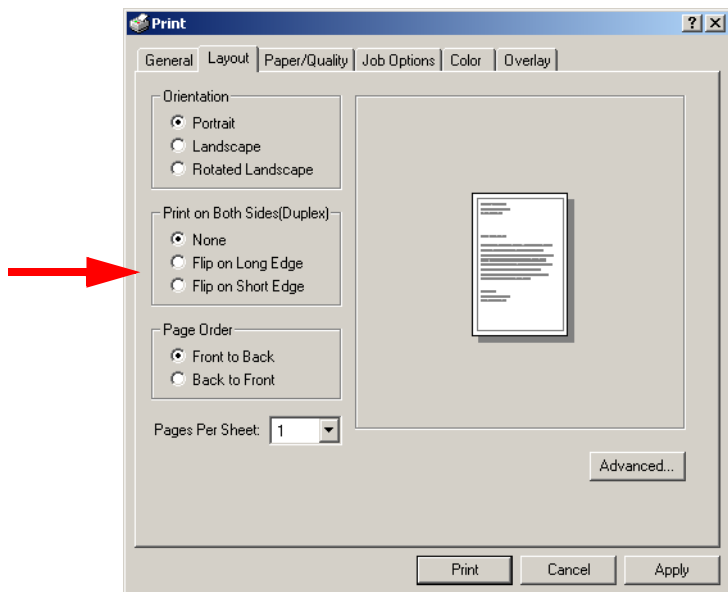 Print
General Layout Paper/Quality Job Options Color Overlay
Orientation
Portrait
Landscape
Rotated Landscape
Print on Both Sides(Duplex)
None
Flip on Long Edge
Flip on Short Edge
Page Order
Front to Back
Back to Front
Pages Per Sheet: 1
Advanced...
Print Cancel Apply